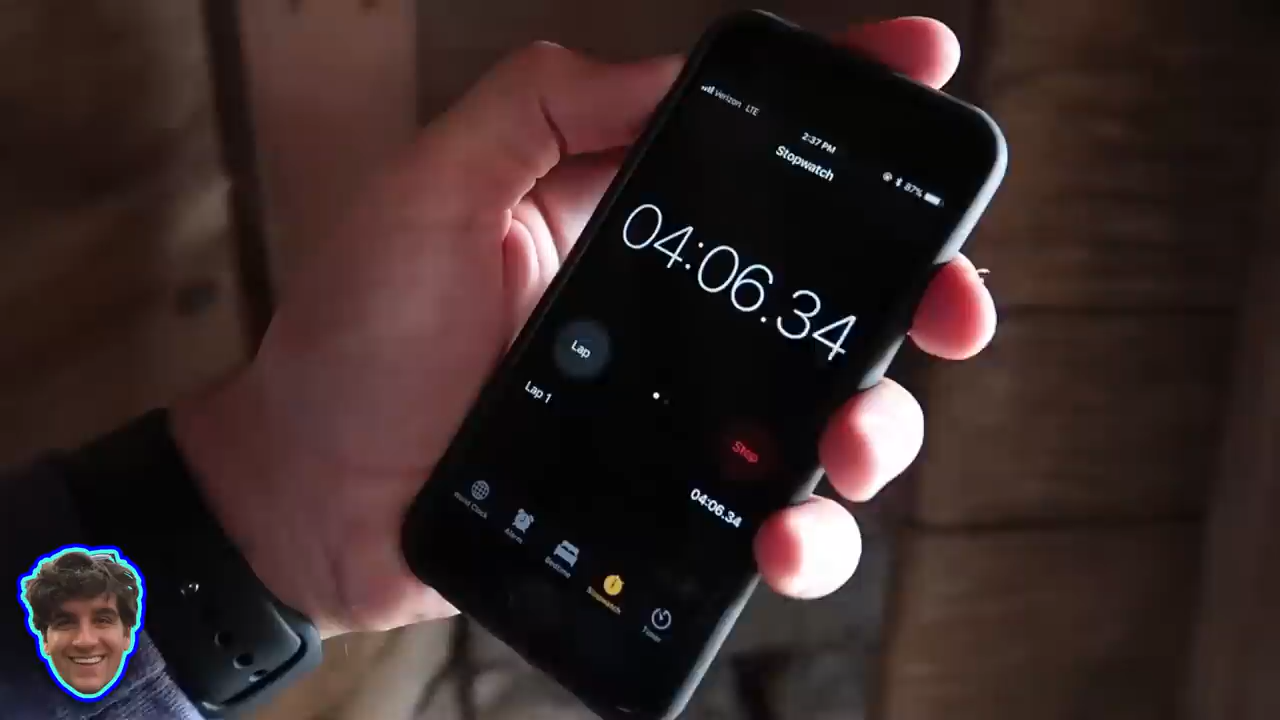 verizon LTE
2:37 PM
87%
Stopwatch
04:06.34
Lap
Stop
Lap 1
04:06.34
World Clock
Alarm
Bedtime
Stopwatch
Timer